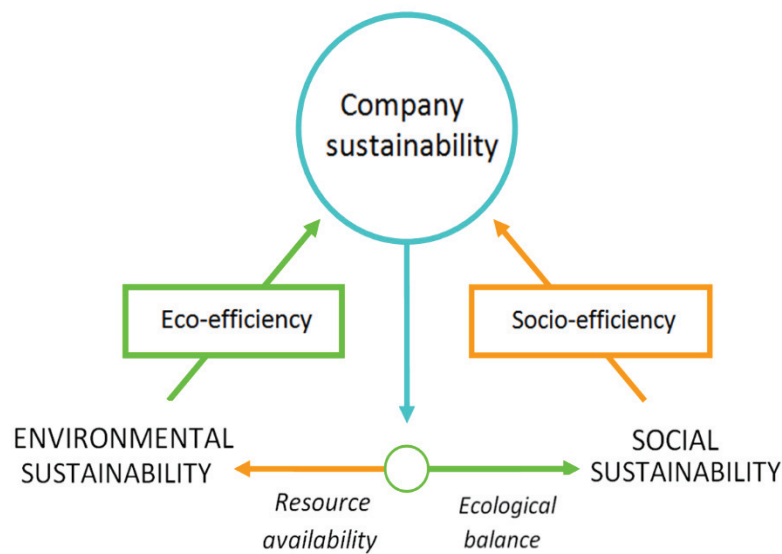 Company
sustainability
Eco-efficiency
Socio-efficiency
ENVIRONMENTAL
SUSTAINABILITY
SOCIAL
SUSTAINABILITY
Resource
availability
Ecological
balance